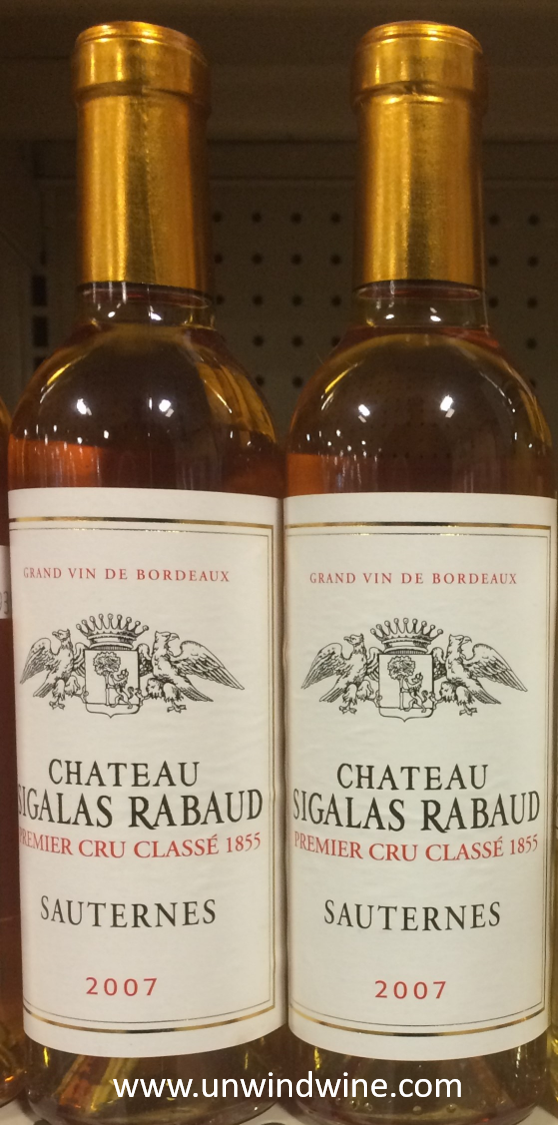 GRAND VIN DE BORDEAUX
CHATEAU
SIGALAS RABAUD
PREMIER CRU CLASSÉ 1855
SAUTERNES
2007
GRAND VIN DE BORDEAUX
CHATEAU
SIGALAS RABAUD
PREMIER CRU CLASSÉ 1855
SAUTERNES
2007
www.unwindwine.com